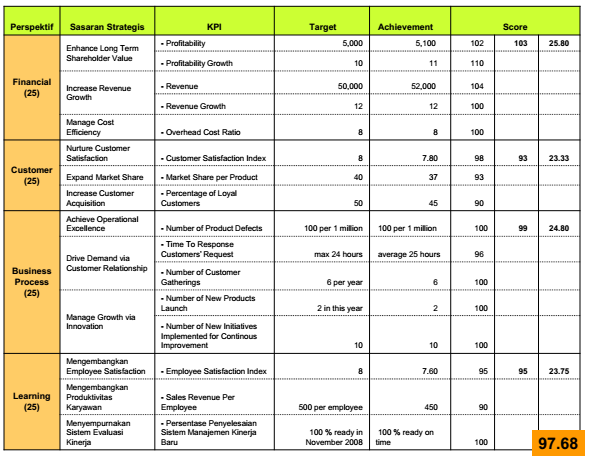 Perspektif Sasaran Strategis KPI Target Achievement Score
Financial
(25)
Enhance Long Term
Shareholder Value
- Profitability 5,000 5,100 102 103 25.80
- Profitability Growth 10 11 110
Increase Revenue
Growth
- Revenue 50,000 52,000 104
- Revenue Growth 12 12 100
Manage Cost
Efficiency
- Overhead Cost Ratio 8 8 100
Customer
(25)
Nurture Customer
Satisfaction
- Customer Satisfaction Index 8 7.80 98 93 23.33
Expand Market Share - Market Share per Product 40 37 93
Increase Customer
Acquisition
- Percentage of Loyal
Customers 50 45 90
Business
Process
(25)
Achieve Operational
Excellence
- Number of Product Defects 100 per 1 million 100 per 1 million 100 99 24.80
Drive Demand via
Customer Relationship
- Time To Response
Customers' Request max 24 hours average 25 hours 96
- Number of Customer
Gatherings 6 per year 6 100
Manage Growth via
Innovation
- Number of New Products
Launch 2 in this year 2 100
- Number of New Initiatives
Implemented for Continous
Improvement 10 10 100
Learning
(25)
Mengembangkan
Employee Satisfaction
- Employee Satisfaction Index 8 7.60 95 95 23.75
Mengembangkan
Produktivitas
Karyawan
- Sales Revenue Per
Employee 500 per employee 450 90
Menyempurnakan
Sistem Evaluasi
Kinerja
- Persentase Penyelesaian
Sistem Manajemen Kinerja
Baru
100 % ready in
November 2008
100 % ready on
time
100
97.68